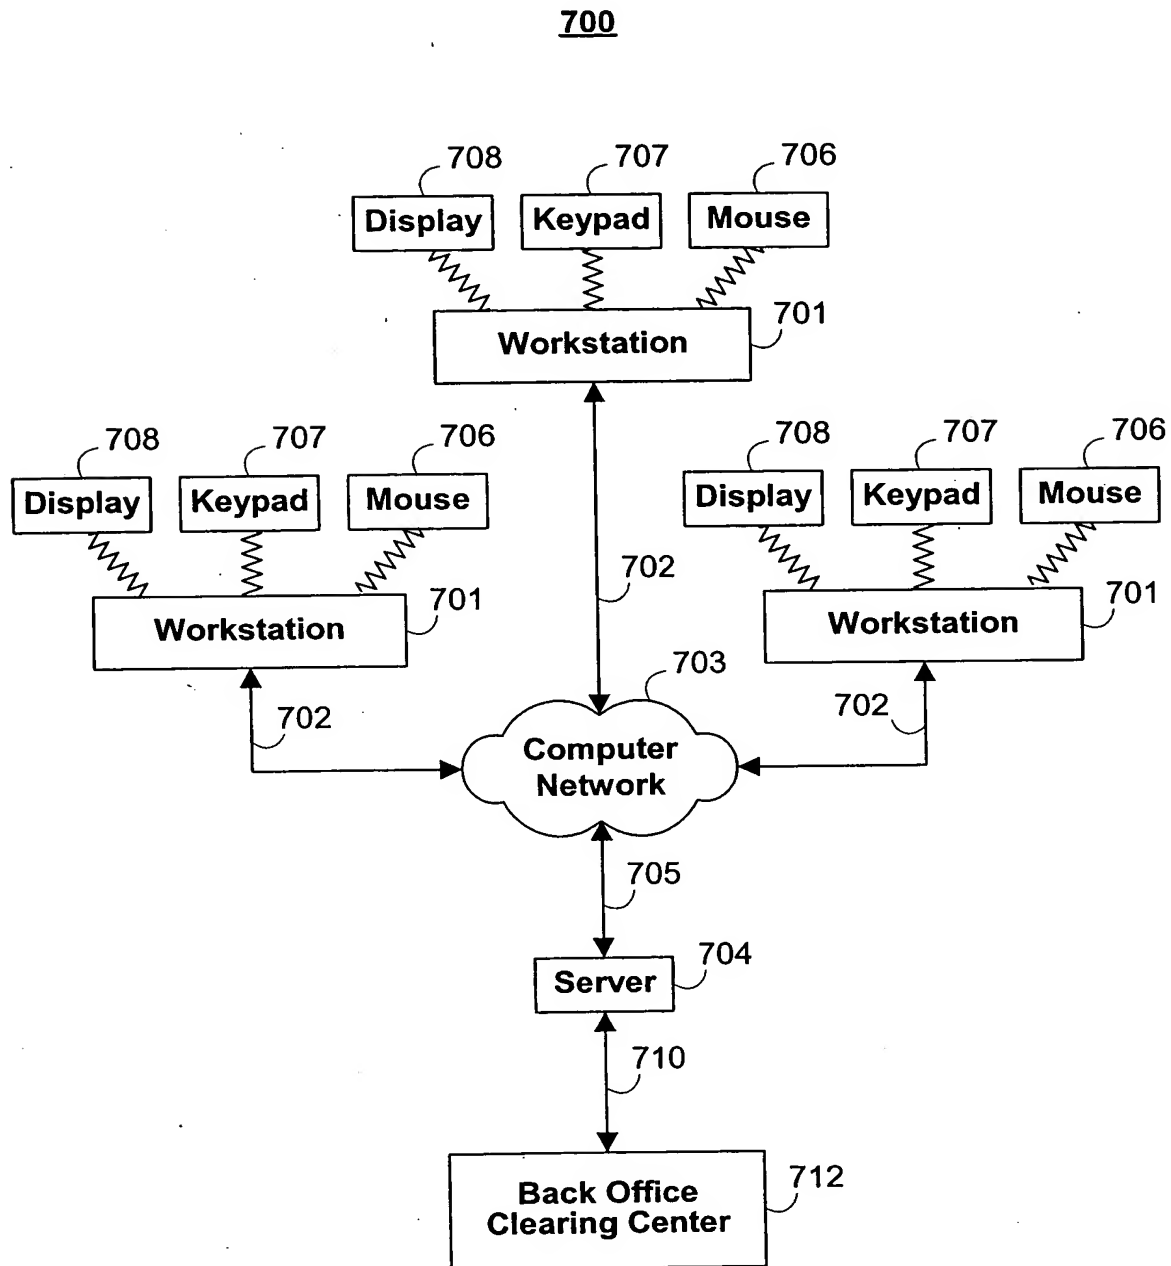 700
708 707 706
Display Keypad Mouse
701
Workstation
708 707 706
Display Keypad Mouse
708 707 706
Display Keypad Mouse
702
701
Workstation
701
Workstation
703
702
702
Computer
Network
705
704
Server
710
712
Back Office
Clearing Center